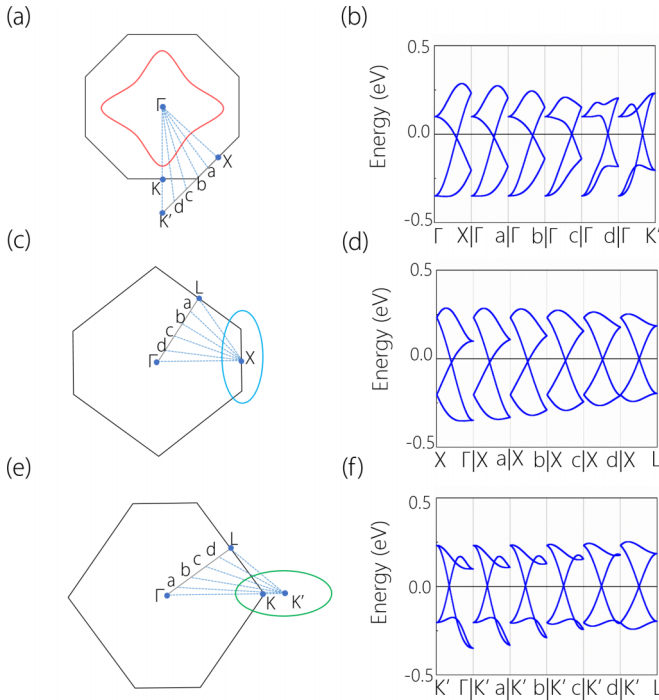 (a)
Γ
X
a
b
c
d
K
K'
(b)
Energy (eV)
0.5
0.0
-0.5
Γ X|Γ a|Γ b|Γ c|Γ d|Γ K'
(c)
L
a
b
c
d
Γ
X
(d)
Energy (eV)
0.5
0.0
-0.5
X Γ|X a|X b|X c|X d|X L
(e)
L
d
c
b
a
Γ
K
K'
(f)
Energy (eV)
0.5
0.0
-0.5
K' Γ|K' a|K' b|K' c|K' d|K' L